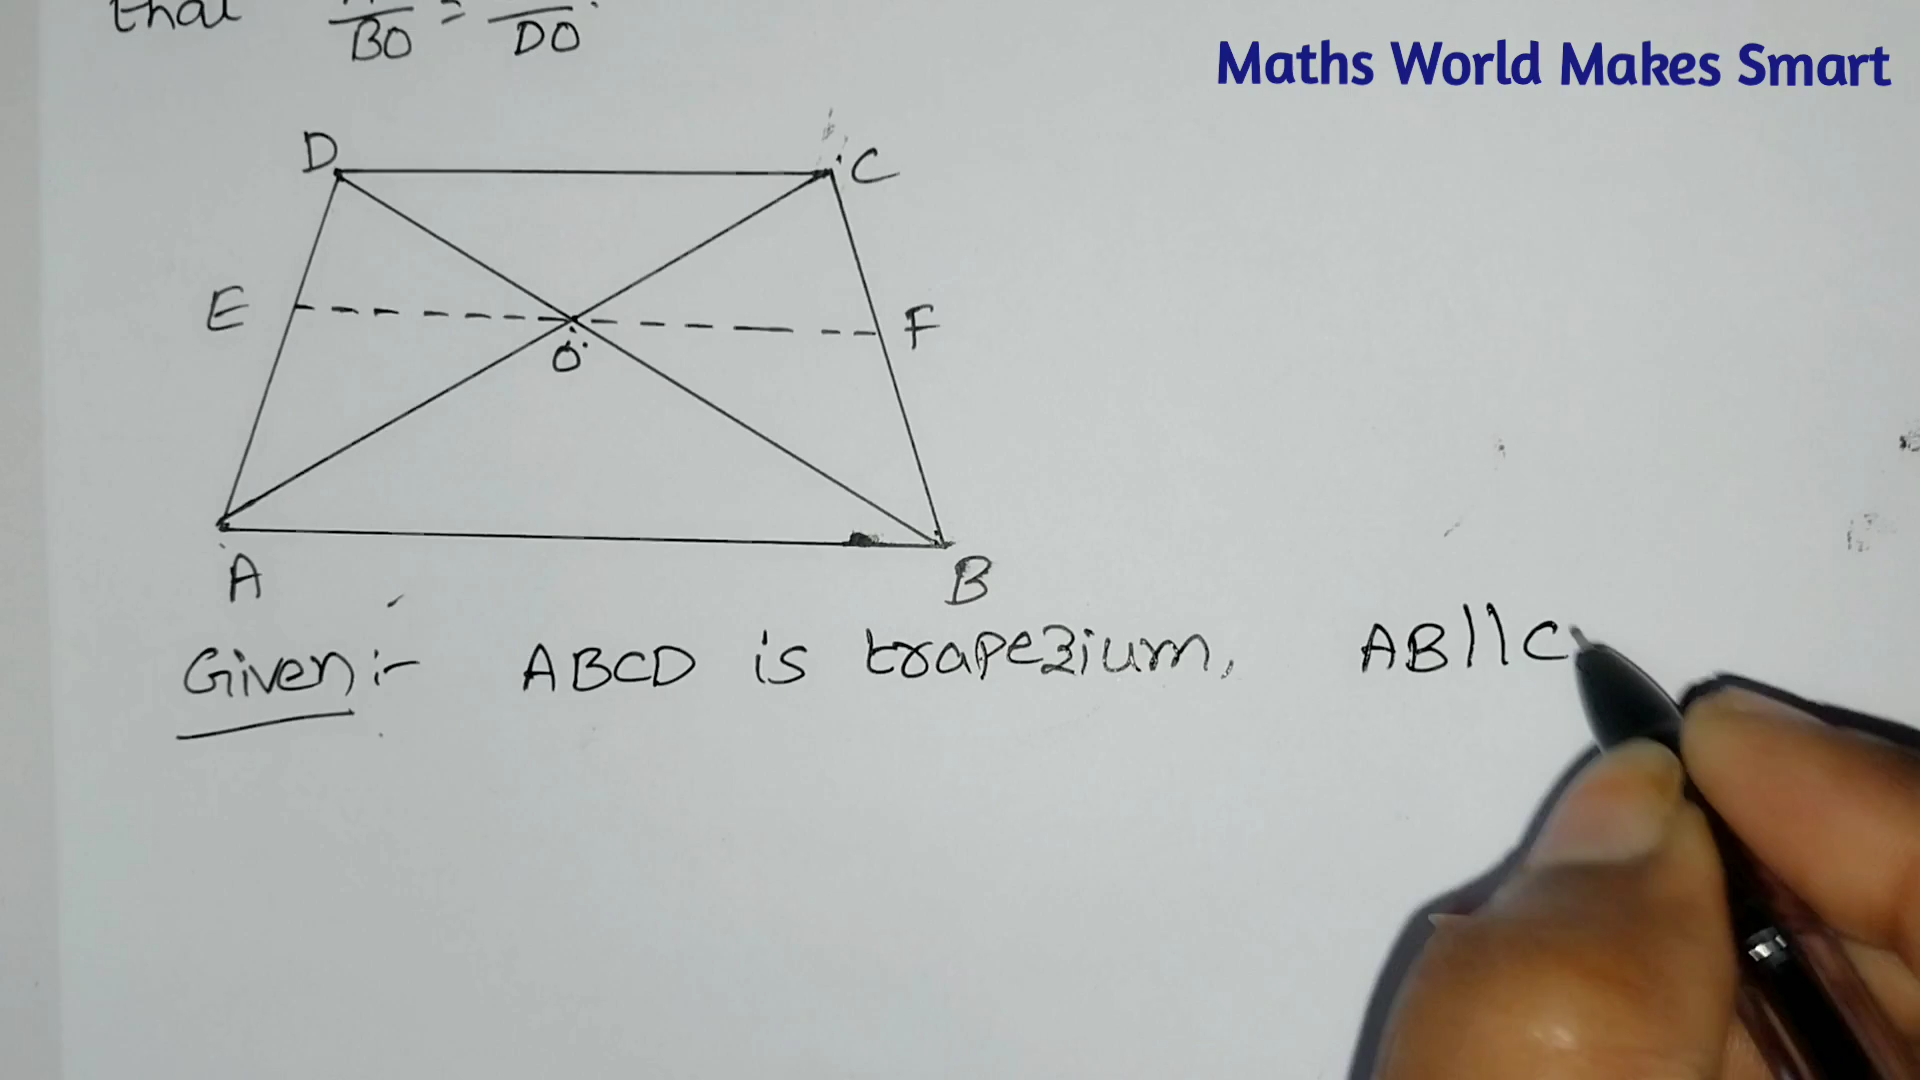 that BO = DO.
Maths World Makes Smart
D C
E F
O
A B
Given:- ABCD is trapezium, AB || C